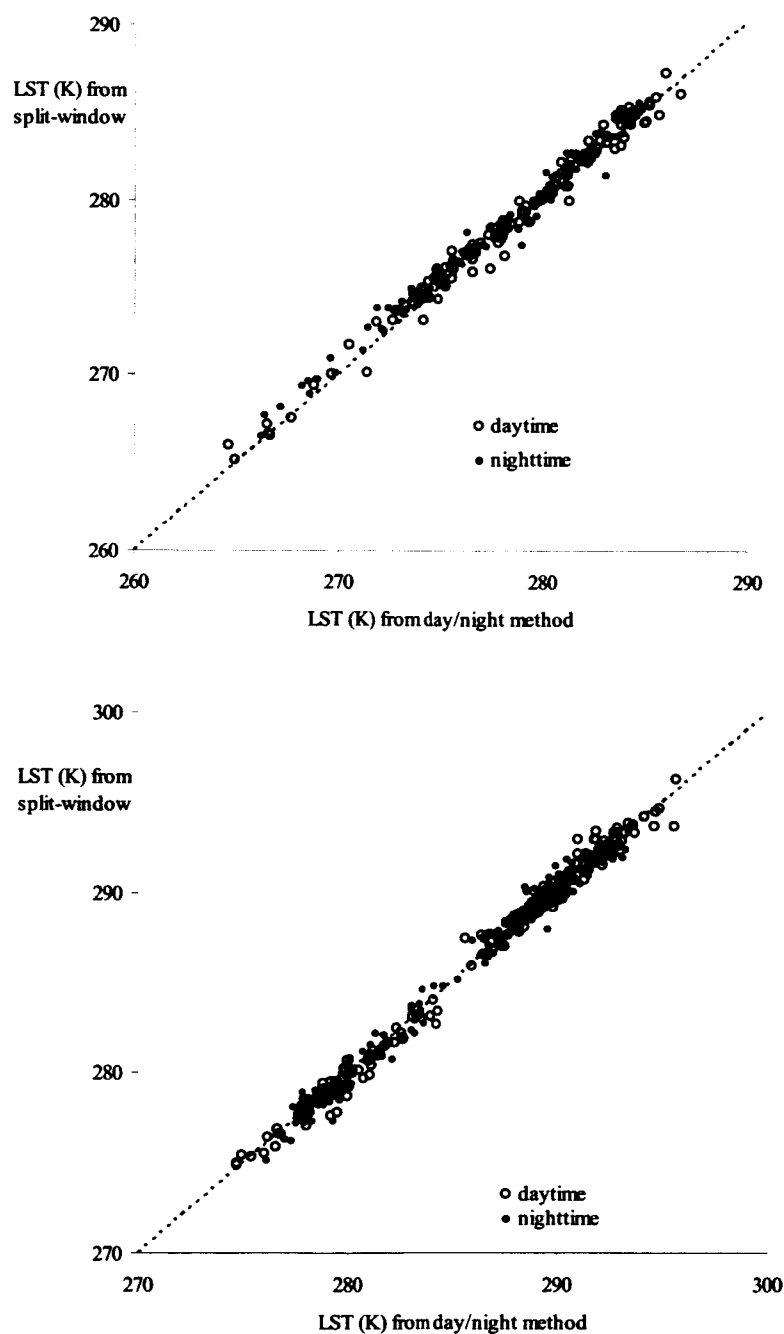 290
LST (K) from
split-window
280
270
daytime
nighttime
260
260 270 280 290
LST (K) from day/night method
300
LST (K) from
split-window
290
280
daytime
nighttime
270
270 280 290 300
LST (K) from day/night method